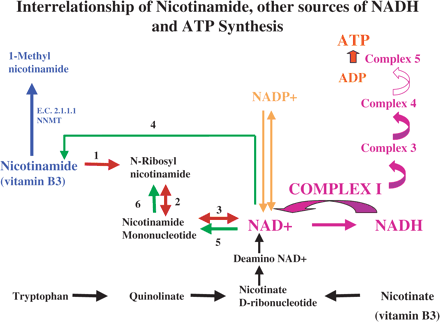 Interrelationship of Nicotinamide, other sources of NADH
and ATP Synthesis
1-Methyl
nicotinamide
ATP
Complex 5
ADP
E.C. 2.1.1.1
NNMT
NADP+
Complex 4
4
Complex 3
Nicotinamide
(vitamin B3)
1
N-Ribosyl
nicotinamide
COMPLEX I
6
2
3
Nicotinamide
Mononucleotide
5
NAD+
NADH
Deamino NAD+
Tryptophan
Quinolinate
Nicotinate
D-ribonucleotide
Nicotinate
(vitamin B3)